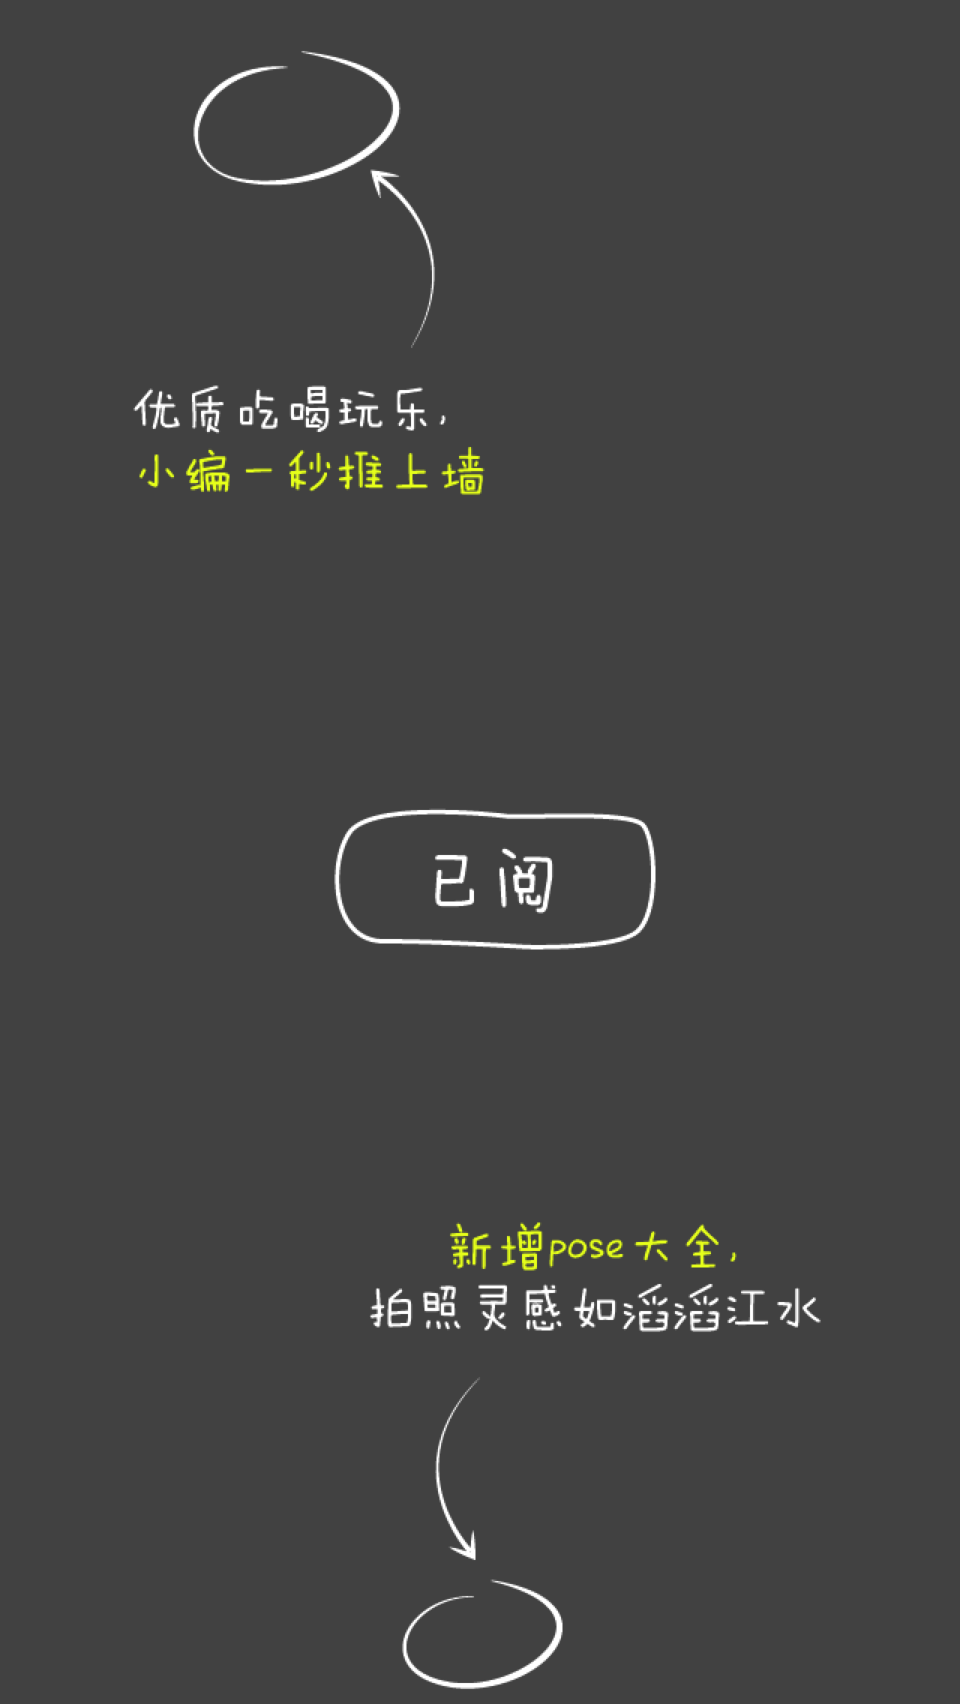 优质吃喝玩乐,
小编一秒推上墙
已阅
新增pose大全,
拍照灵感如滔滔江水